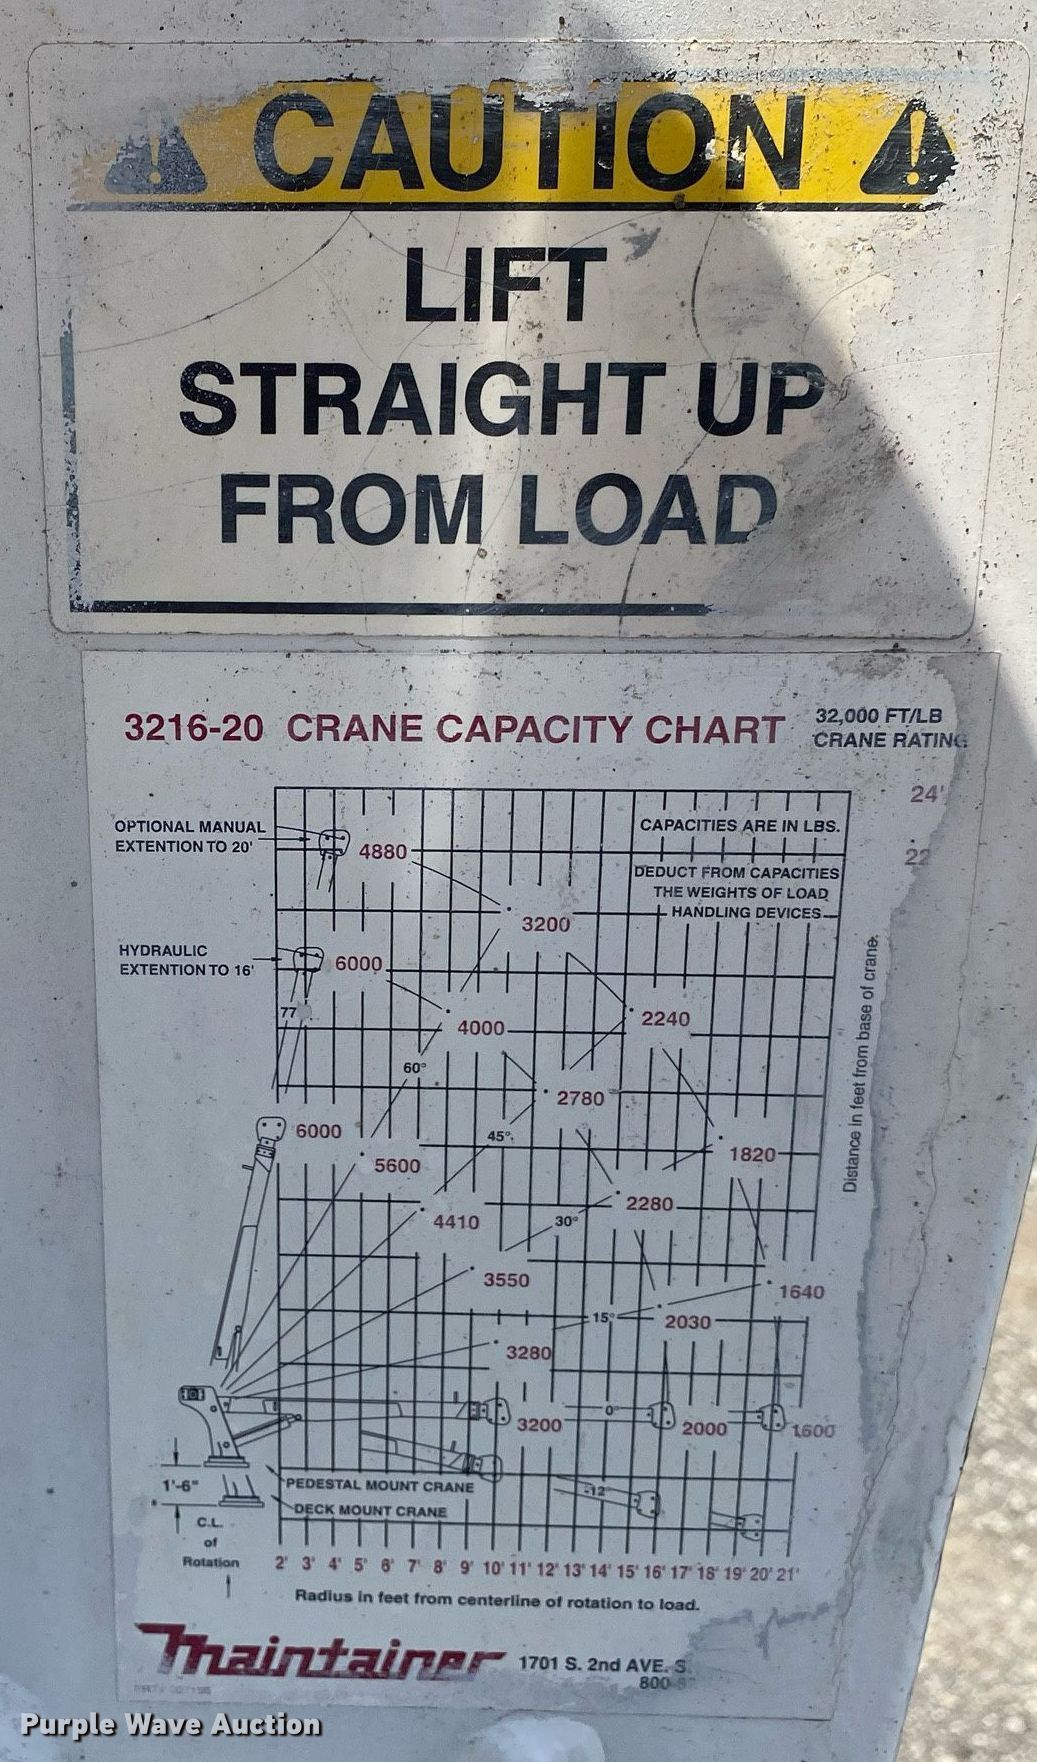 CAUTION
LIFT
STRAIGHT UP
FROM LOAD
3216-20 CRANE CAPACITY CHART
32,000 FT/LB
CRANE RATING
24'
22
CAPACITIES ARE IN LBS.
OPTIONAL MANUAL
EXTENTION TO 20'
4880
DEDUCT FROM CAPACITIES
THE WEIGHTS OF LOAD
HANDLING DEVICES
3200
HYDRAULIC
EXTENTION TO 16'
6000
77
4000
2240
60°
2780
6000
45°
1820
5600
2280
4410
30°
3550
1640
15°
2030
3280
0°
3200
2000
1600
1'-6"
PEDESTAL MOUNT CRANE
-12
DECK MOUNT CRANE
C.L.
of
Rotation
2' 3' 4' 5' 6' 7' 8' 9' 10' 11' 12' 13' 14' 15' 16' 17' 18' 19' 20' 21'
Radius in feet from centerline of rotation to load.
Distance in feet from base of crane.
Maintainer
1701 S. 2nd AVE. S.
800
Purple Wave Auction